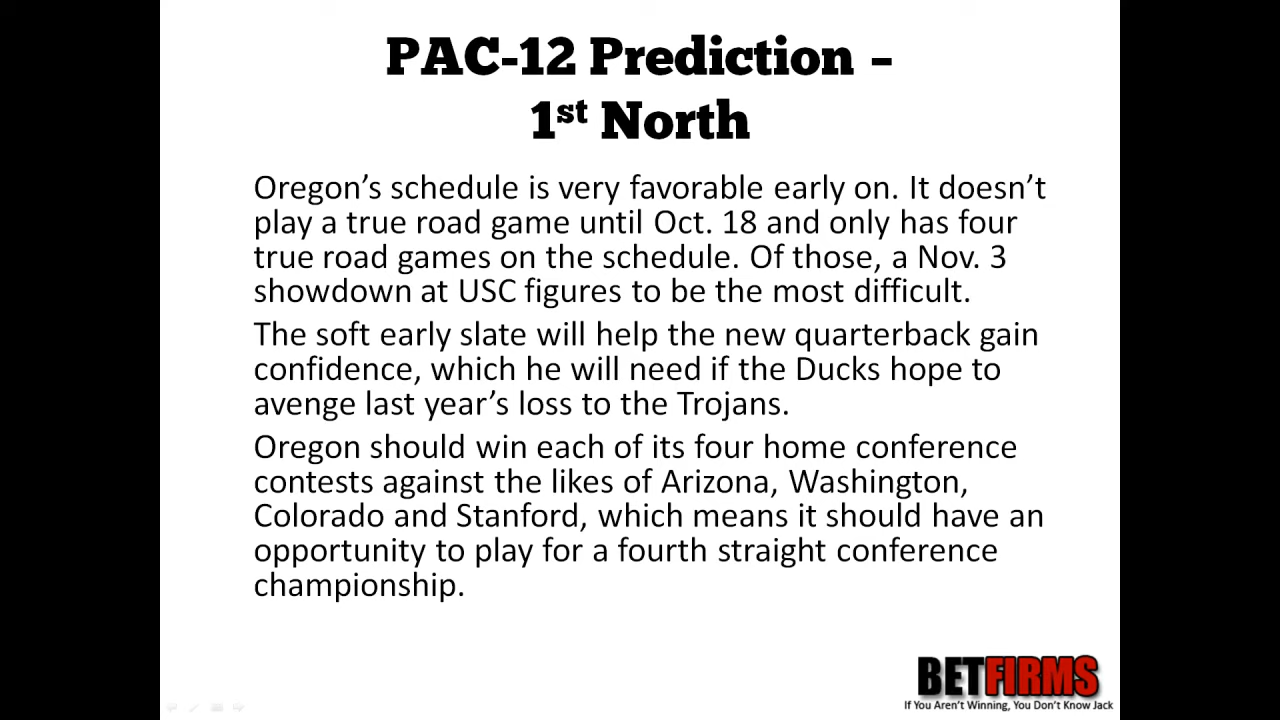 PAC-12 Prediction –
1st North
Oregon’s schedule is very favorable early on. It doesn’t
play a true road game until Oct. 18 and only has four
true road games on the schedule. Of those, a Nov. 3
showdown at USC figures to be the most difficult.
The soft early slate will help the new quarterback gain
confidence, which he will need if the Ducks hope to
avenge last year’s loss to the Trojans.
Oregon should win each of its four home conference
contests against the likes of Arizona, Washington,
Colorado and Stanford, which means it should have an
opportunity to play for a fourth straight conference
championship.
BETFIRMS
If You Aren't Winning, You Don't Know Jack